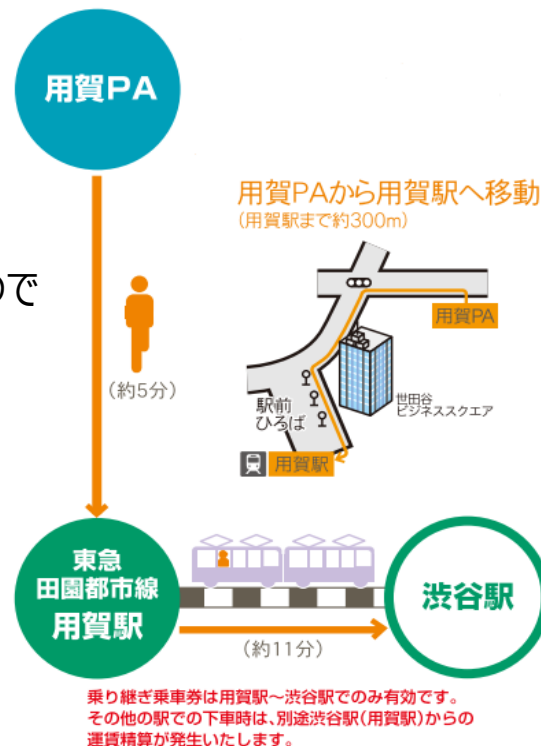 用賀PA
用賀PAから用賀駅へ移動
(用賀駅まで約300m)
ので
(約5分)
用賀PA
世田谷
ビジネススクエア
駅前
ひろば
用賀駅
東急
田園都市線
用賀駅
(約11分)
渋谷駅
乗り継ぎ乗車券は用賀駅〜渋谷駅でのみ有効です。
その他の駅での下車時は、別途渋谷駅(用賀駅)からの
運賃精算が発生いたします。